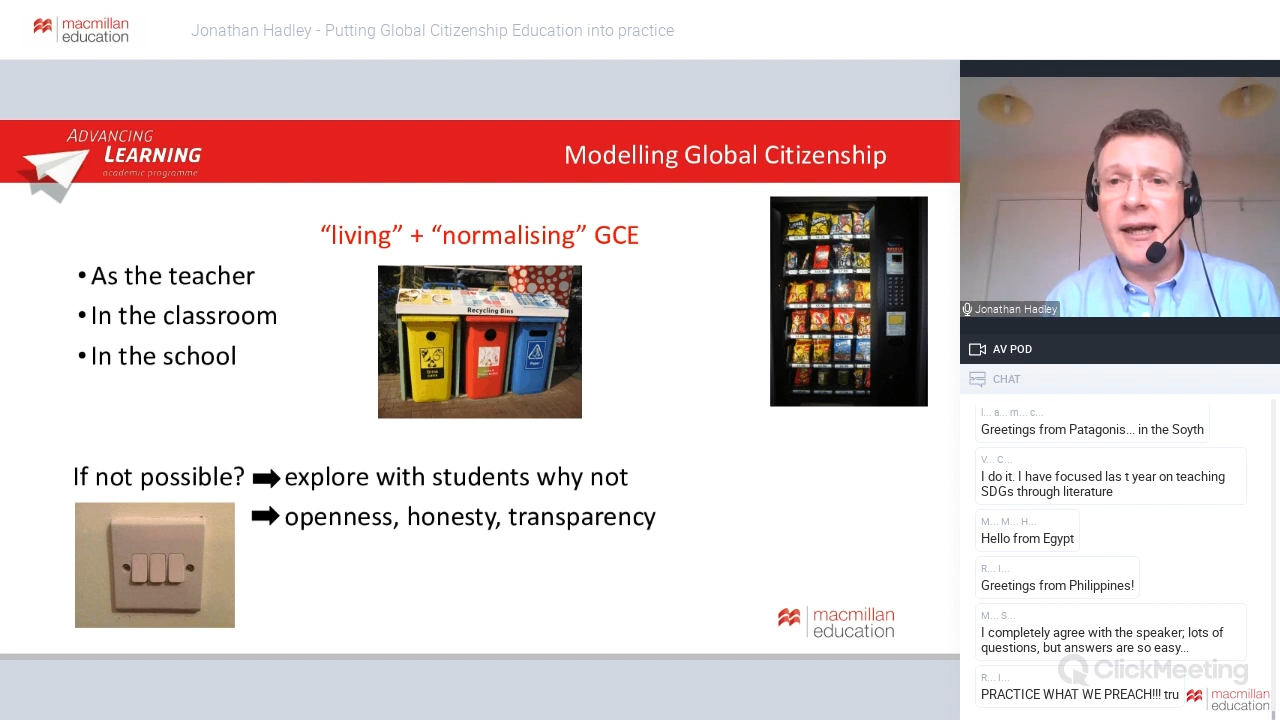 macmillan
education
Jonathan Hadley - Putting Global Citizenship Education into practice
ADVANCING
LEARNING
academic programme
Modelling Global Citizenship
“living” + “normalising” GCE
• As the teacher
• In the classroom
• In the school
Recycling Bins
If not possible? ➡ explore with students why not
➡ openness, honesty, transparency
macmillan
education
Jonathan Hadley
AV POD
CHAT
I... a... m... c...
Greetings from Patagonis... in the Soyth
V... C...
I do it. I have focused las t year on teaching
SDGs through literature
M... M... H...
Hello from Egypt
R... I...
Greetings from Philippines!
M... S...
I completely agree with the speaker; lots of
questions, but answers are so easy...
ClickMeeting
R... I...
PRACTICE WHAT WE PREACH!!! tru
macmillan
education